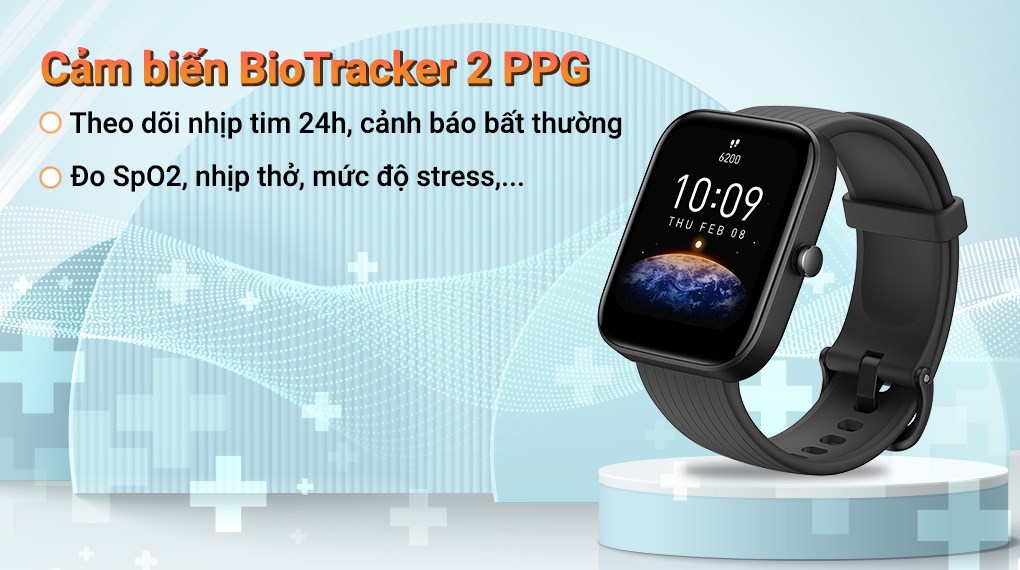 Cảm biến BioTracker 2 PPG
Theo dõi nhịp tim 24h, cảnh báo bất thường
Đo SpO2, nhịp thở, mức độ stress,...
6200
10:09
THU FEB 08